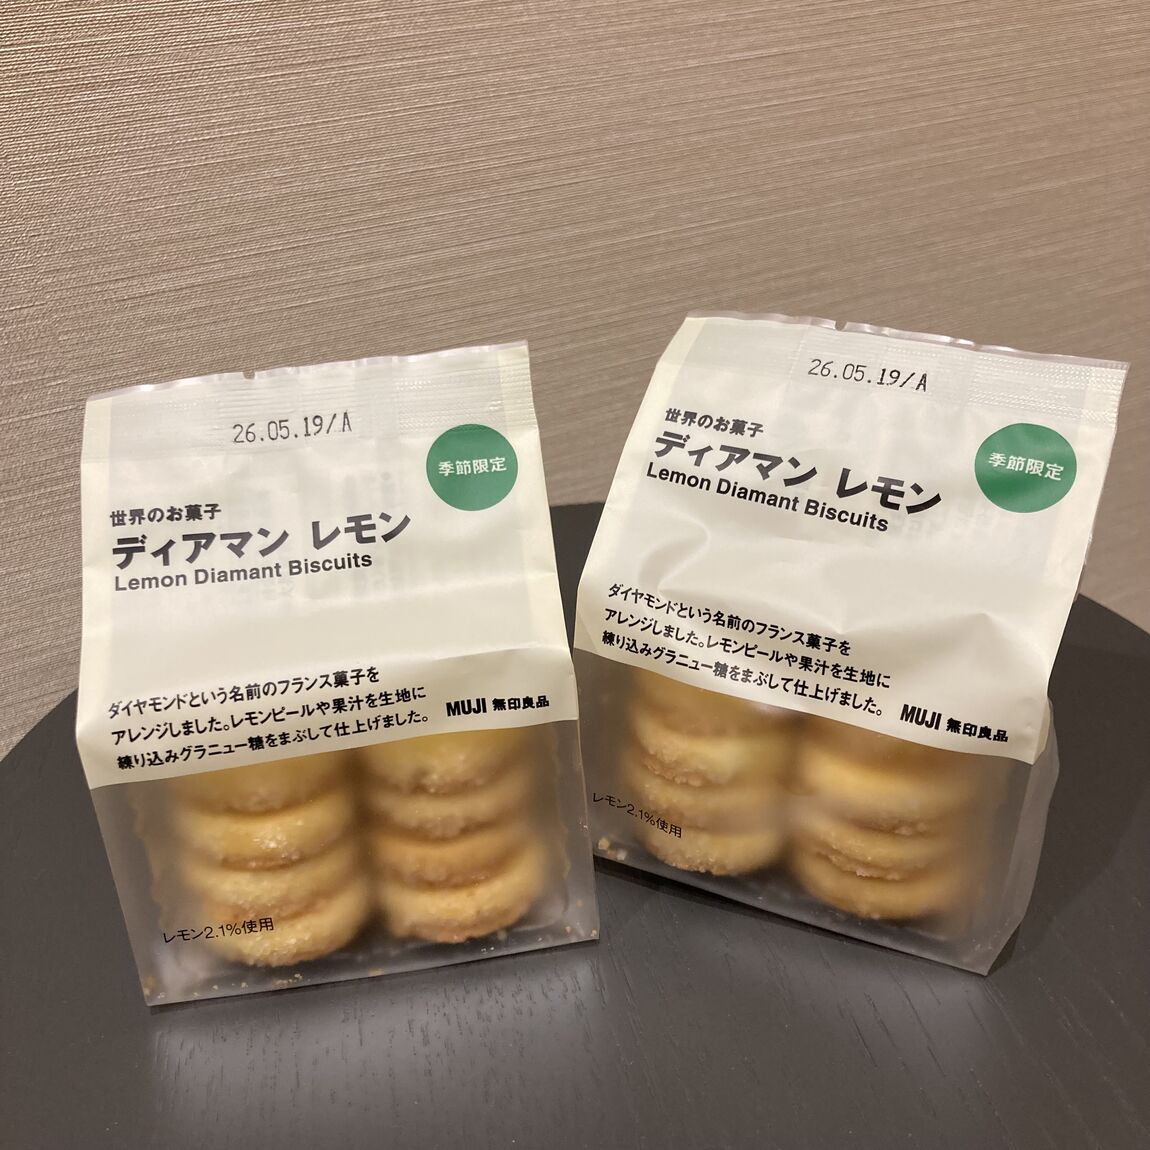 26.05.19/A
季節限定
世界のお菓子
ディアマン レモン
Lemon Diamant Biscuits
ダイヤモンドという名前のフランス菓子を
アレンジしました。レモンピールや果汁を生地に
練り込みグラニュー糖をまぶして仕上げました。
MUJI 無印良品
レモン2.1%使用
26.05.19/A
季節限定
世界のお菓子
ディアマン レモン
Lemon Diamant Biscuits
ダイヤモンドという名前のフランス菓子を
アレンジしました。レモンピールや果汁を生地に
練り込みグラニュー糖をまぶして仕上げました。
MUJI 無印良品
レモン2.1%使用